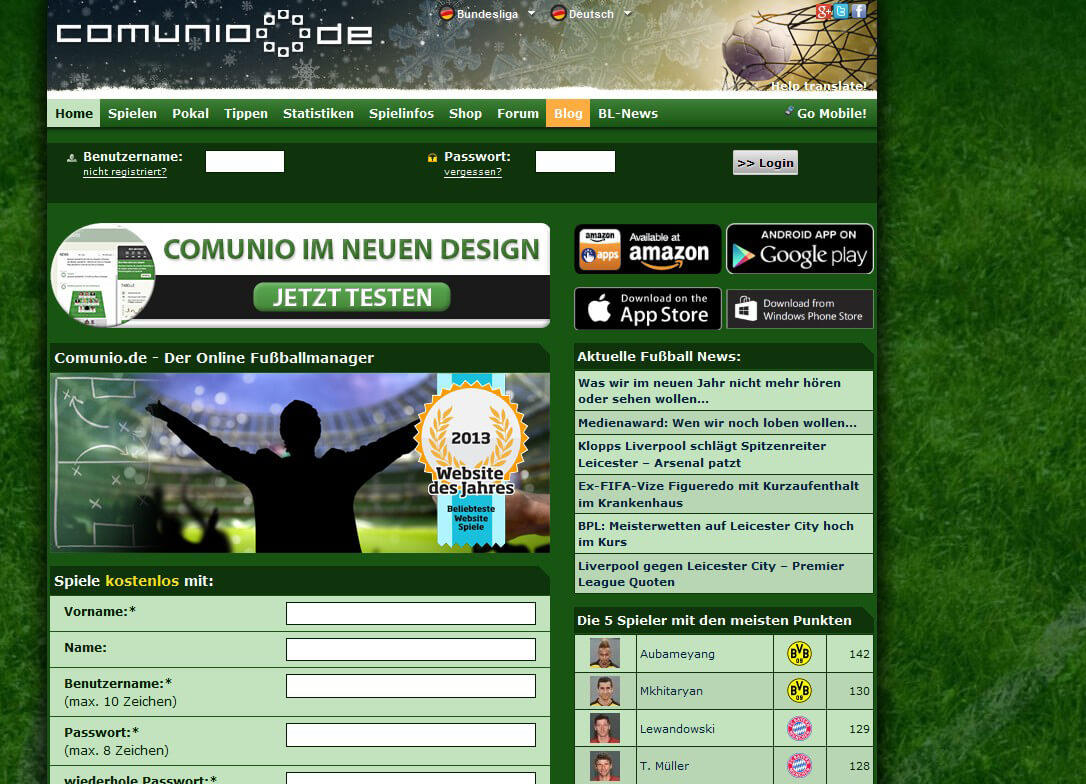 comunio de
Bundesliga
Deutsch
Help translate!
Home Spielen Pokal Tippen Statistiken Spielinfos Shop Forum Blog BL-News Go Mobile!
Benutzername:
nicht registriert?
Passwort:
vergessen?
>> Login
COMUNIO IM NEUEN DESIGN
JETZT TESTEN
amazon
apps
Available at
amazon
ANDROID APP ON
Google play
Download on the
App Store
Download from
Windows Phone Store
Comunio.de - Der Online Fußballmanager
2013
Website
des Jahres
Beliebteste
Website
Spiele
Spiele kostenlos mit:
Vorname:*
Name:
Benutzername:*
(max. 10 Zeichen)
Passwort:*
(max. 8 Zeichen)
wiederhole Passwort:*
Aktuelle Fußball News:
Was wir im neuen Jahr nicht mehr hören
oder sehen wollen...
Medienaward: Wen wir noch loben wollen...
Klopps Liverpool schlägt Spitzenreiter
Leicester – Arsenal patzt
Ex-FIFA-Vize Figueredo mit Kurzaufenthalt
im Krankenhaus
BPL: Meisterwetten auf Leicester City hoch
im Kurs
Liverpool gegen Leicester City – Premier
League Quoten
Die 5 Spieler mit den meisten Punkten
Aubameyang BVB 09 142
Mkhitaryan BVB 09 130
Lewandowski 129
T. Müller 128